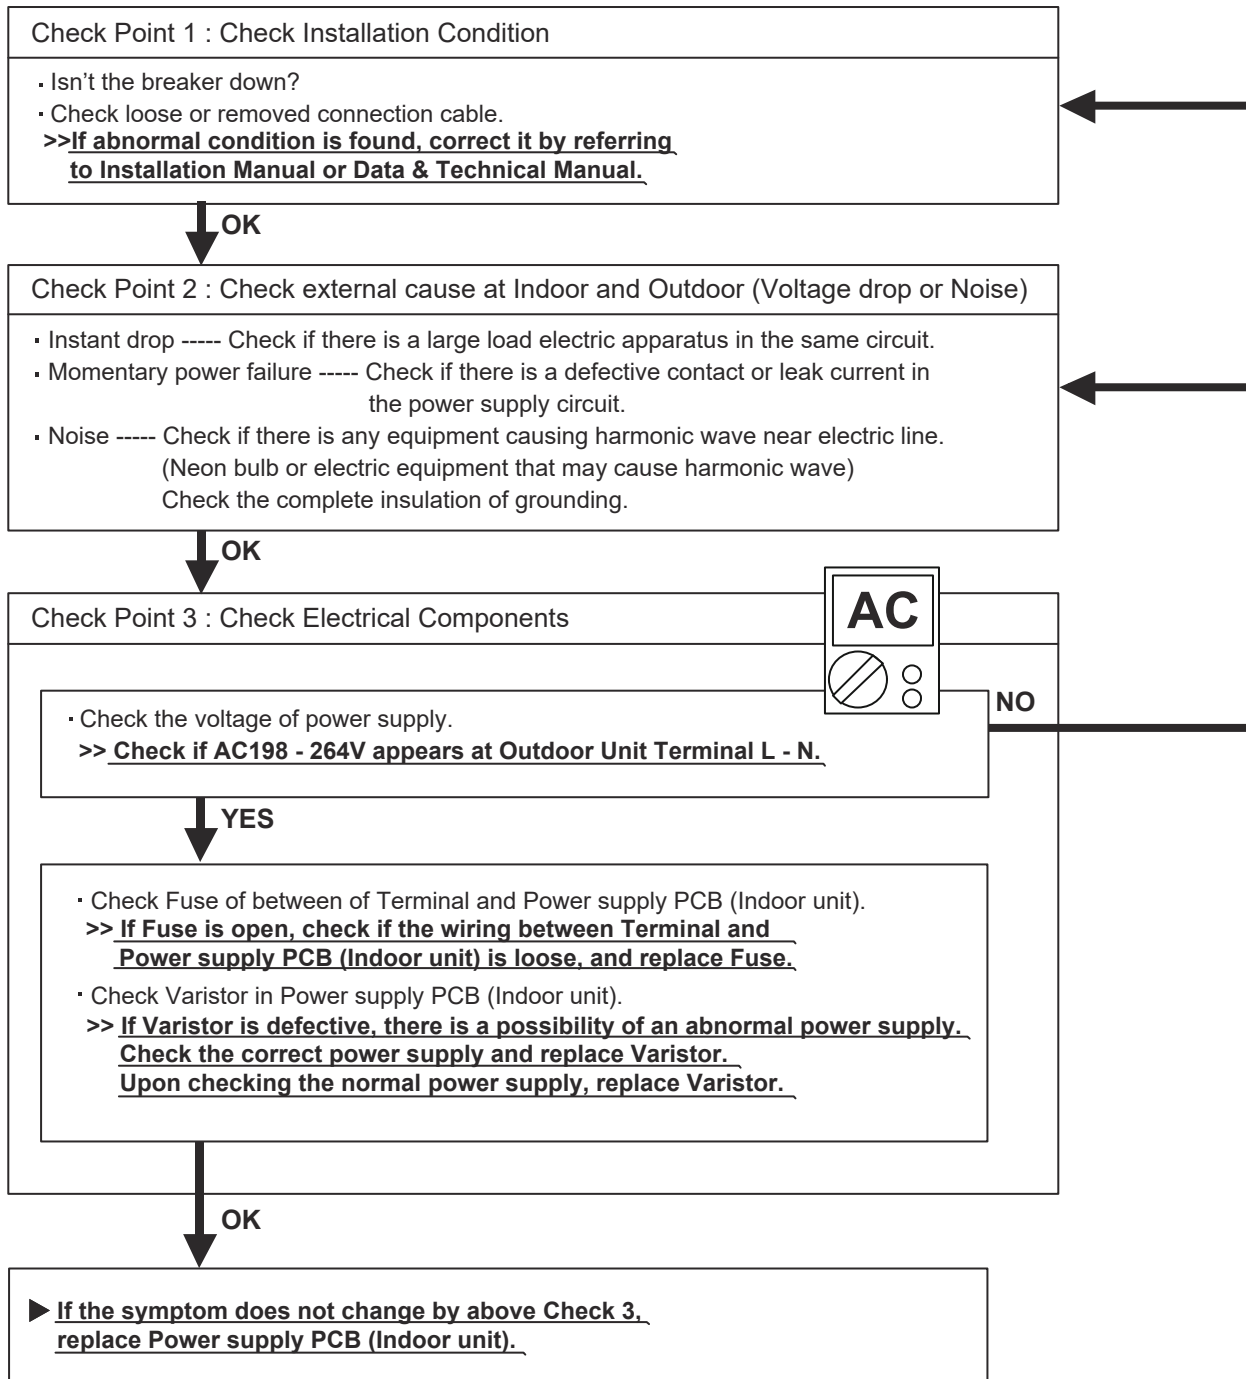 Check Point 1 : Check Installation Condition
· Isn’t the breaker down?
· Check loose or removed connection cable.
>>If abnormal condition is found, correct it by referring
to Installation Manual or Data & Technical Manual.
OK
Check Point 2 : Check external cause at Indoor and Outdoor (Voltage drop or Noise)
· Instant drop ----- Check if there is a large load electric apparatus in the same circuit.
· Momentary power failure ----- Check if there is a defective contact or leak current in
the power supply circuit.
· Noise ----- Check if there is any equipment causing harmonic wave near electric line.
(Neon bulb or electric equipment that may cause harmonic wave)
Check the complete insulation of grounding.
OK
Check Point 3 : Check Electrical Components
AC
· Check the voltage of power supply.
>> Check if AC198 - 264V appears at Outdoor Unit Terminal L - N.
NO
YES
· Check Fuse of between of Terminal and Power supply PCB (Indoor unit).
>> If Fuse is open, check if the wiring between Terminal and
Power supply PCB (Indoor unit) is loose, and replace Fuse.
· Check Varistor in Power supply PCB (Indoor unit).
>> If Varistor is defective, there is a possibility of an abnormal power supply.
Check the correct power supply and replace Varistor.
Upon checking the normal power supply, replace Varistor.
OK
▶ If the symptom does not change by above Check 3,
replace Power supply PCB (Indoor unit).